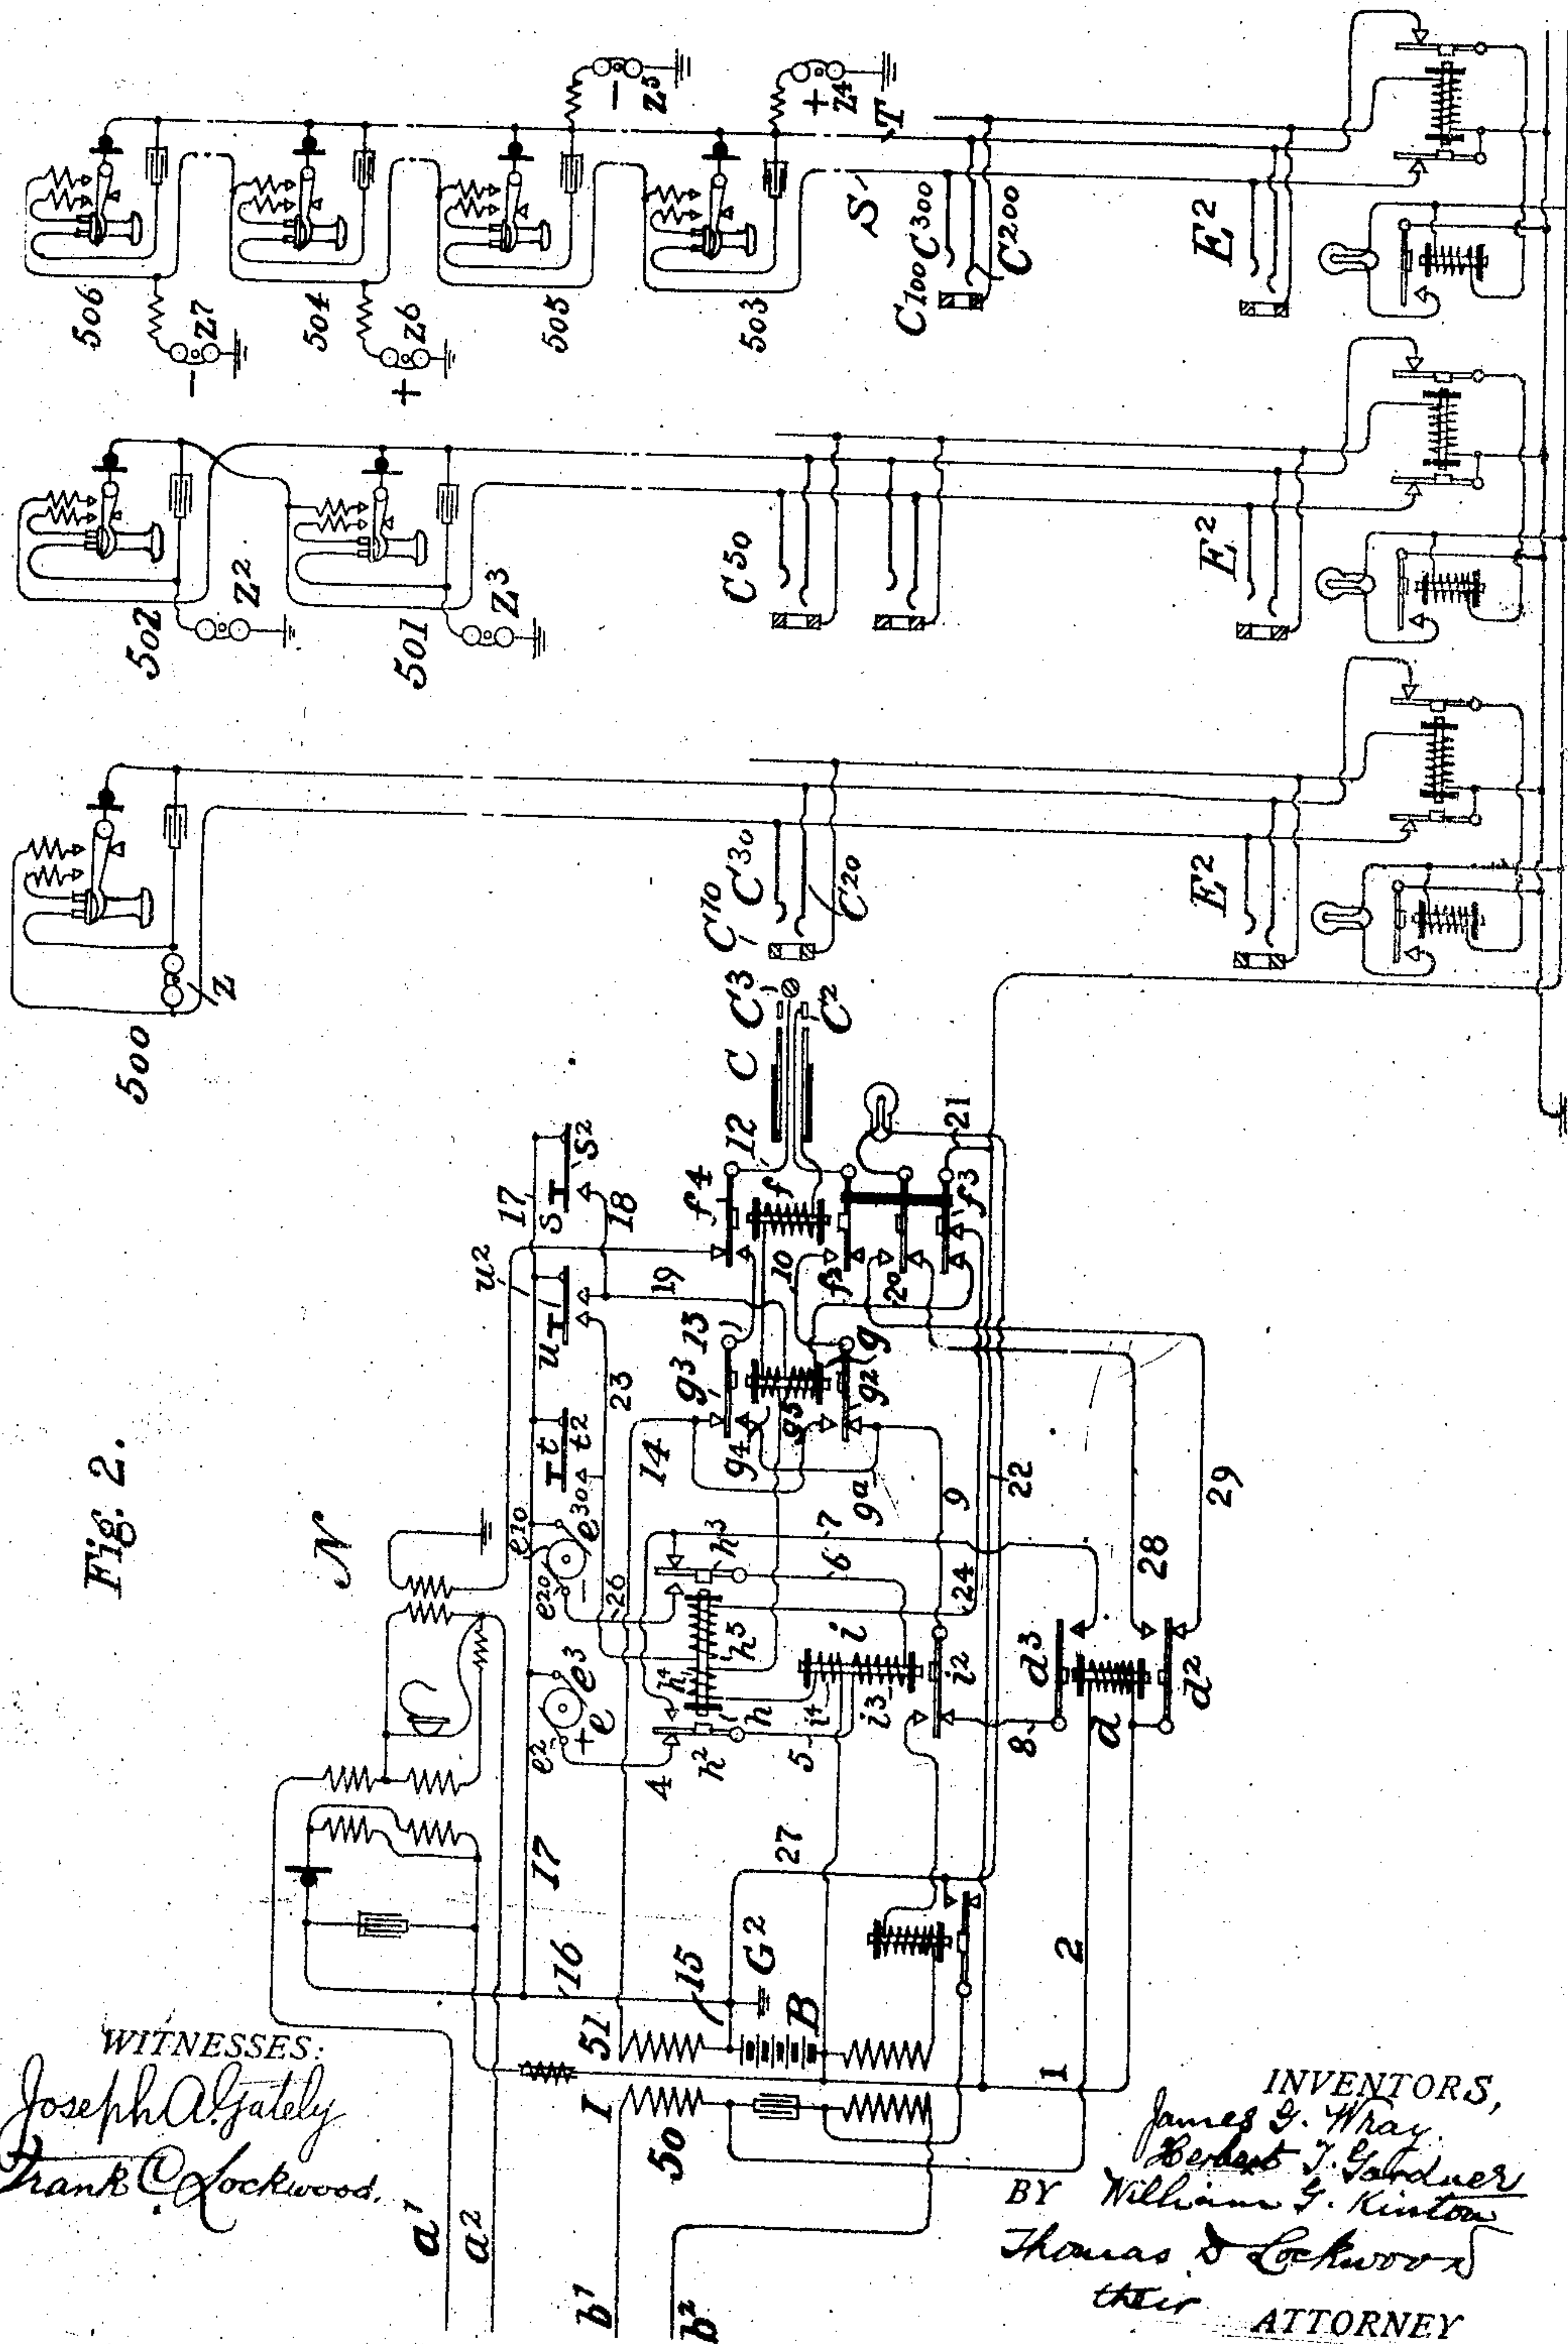 Fig. 2.
N
506
504
505
503
502
501
500
Z7
Z6
Z5
Z4
Z2
Z3
Z
−
+
−
+
T
S
C100
C300
C200
E2
C50
E2
C10
C30
C20
E2
C
C3
C2
12
f4
f
f3
f2
10
20
21
17
S
S2
18
u2
u
19
13
g3
g
g2
g5
g4
ga
t
t2
23
14
e10
e30
e20
−
26
e2
e3
+
e
4
h2
h
h4
h5
h3
7
6
9
22
24
i
i2
i3
i4
5
8
d3
d
d2
28
29
17
16
15
G2
B
27
2
1
51
I
50
a1
a2
b1
b2
WITNESSES:
Joseph A. Gately
Frank C. Lockwood.
INVENTORS,
James G. Wray.
Herbert T. Gardner
BY William G. Kinton
Thomas D Lockwood
their ATTORNEY